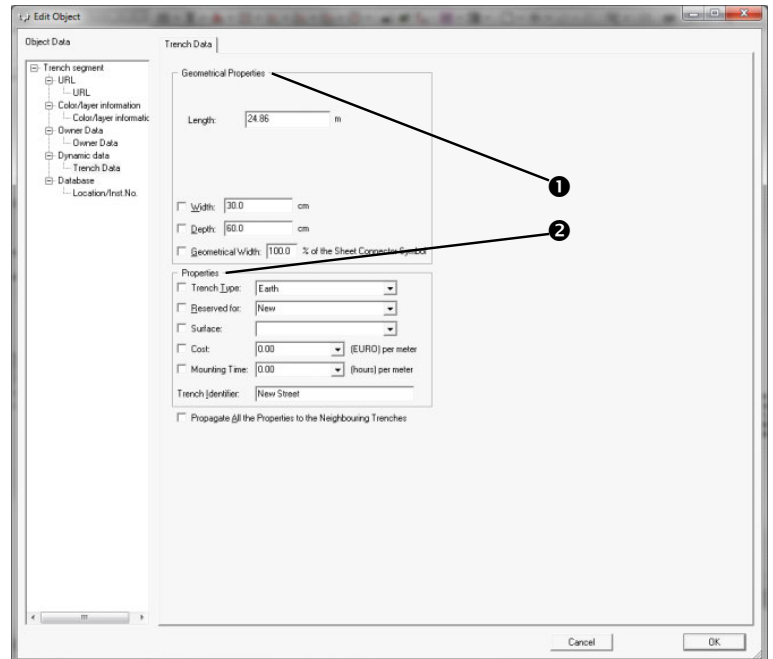 Edit Object
Object Data
Trench segment
URL
URL
Color/layer information
Color/layer informatic
Owner Data
Owner Data
Dynamic data
Trench Data
Database
Location/Inst.No.
Trench Data
Geometrical Properties
Length: 24.86 m
Width: 30.0 cm
Depth: 60.0 cm
Geometrical Width: 100.0 % of the Sheet Connector Symbol
Properties
Trench Type: Earth
Reserved for: New
Surface:
Cost: 0.00 (EURO) per meter
Mounting Time: 0.00 (hours) per meter
Trench Identifier: New Street
Propagate All the Properties to the Neighbouring Trenches
❶
❷
Cancel OK